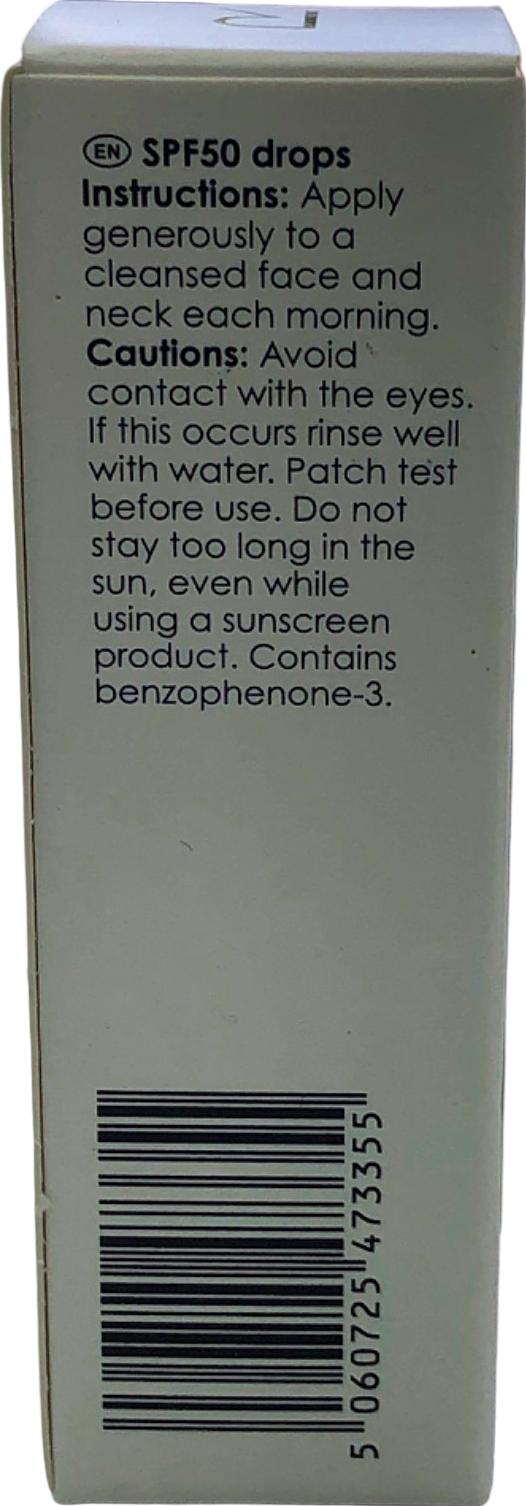 EN SPF50 drops
Instructions: Apply
generously to a
cleansed face and
neck each morning.
Cautions: Avoid
contact with the eyes.
If this occurs rinse well
with water. Patch test
before use. Do not
stay too long in the
sun, even while
using a sunscreen
product. Contains
benzophenone-3.
5 060725 473355